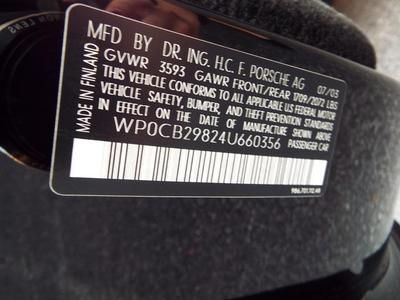 MFD BY DR. ING. H.C. F. PORSCHE AG 07/03
GVWR 3593 GAWR FRONT/REAR 1709/2072 LBS
THIS VEHICLE CONFORMS TO ALL APPLICABLE U.S. FEDERAL MOTOR
VEHICLE SAFETY, BUMPER, AND THEFT PREVENTION STANDARDS
IN EFFECT ON THE DATE OF MANUFACTURE SHOWN ABOVE.
WP0CB29824U660356 PASSENGER CAR
MADE IN FINLAND
986.701.112.48